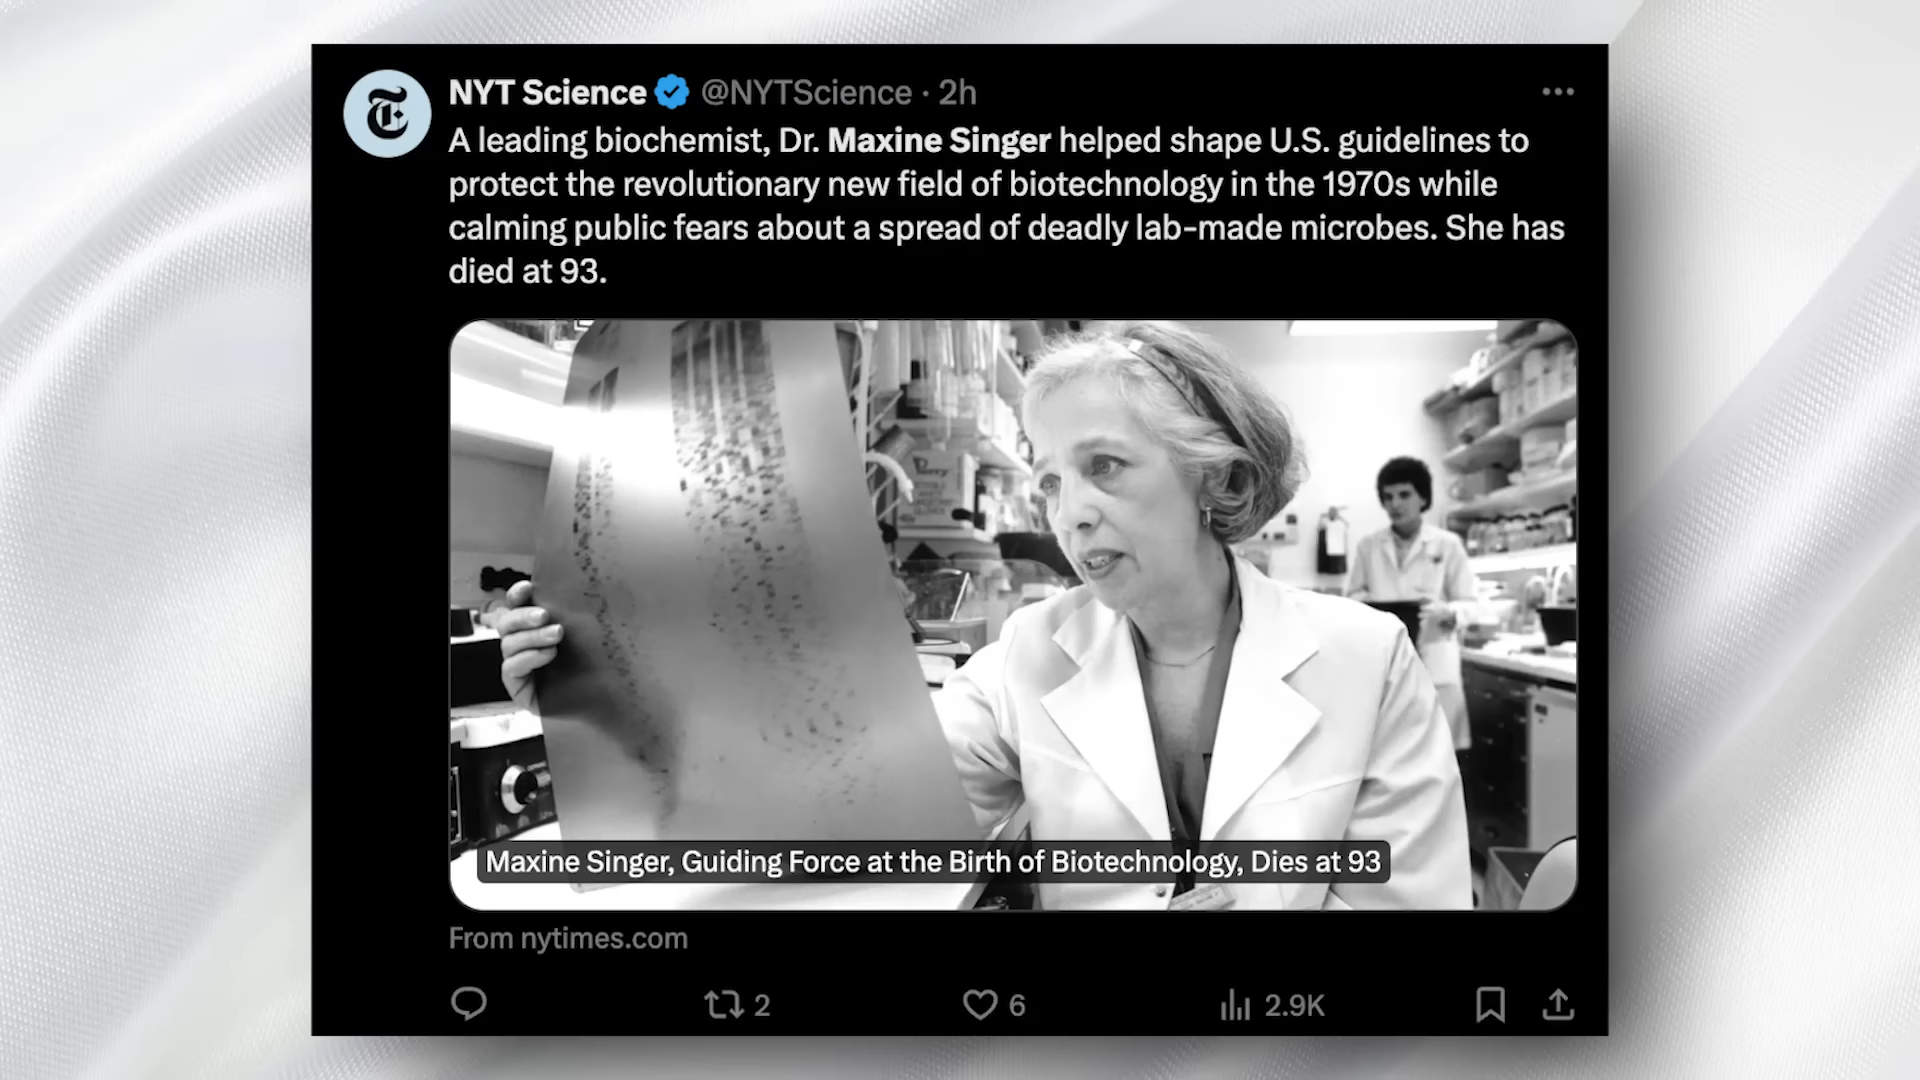 NYT Science @NYTScience · 2h
A leading biochemist, Dr. Maxine Singer helped shape U.S. guidelines to
protect the revolutionary new field of biotechnology in the 1970s while
calming public fears about a spread of deadly lab-made microbes. She has
died at 93.
Maxine Singer, Guiding Force at the Birth of Biotechnology, Dies at 93
From nytimes.com
2 6 2.9K